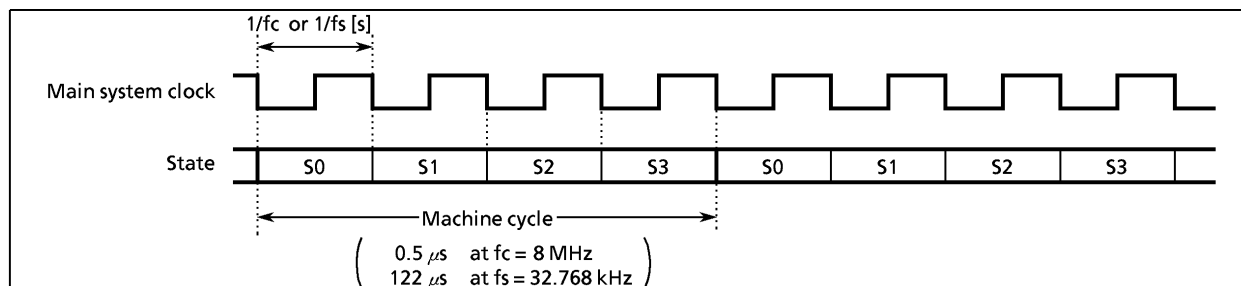 1/fc or 1/fs [s]
Main system clock
State S0 S1 S2 S3 S0 S1 S2 S3
Machine cycle
0.5 μs at fc = 8 MHz
122 μs at fs = 32.768 kHz